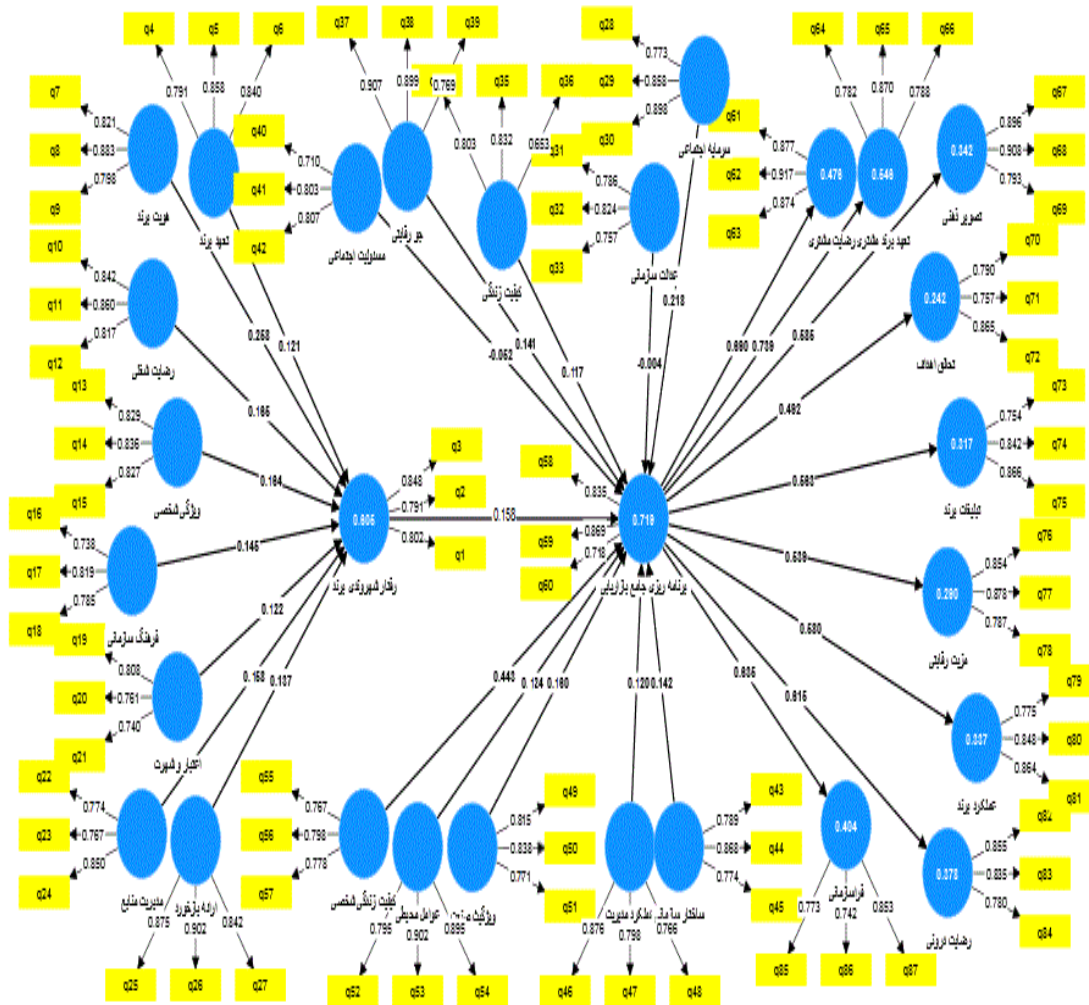 q4
q5
q6
0.791
0.858
0.840
تعهد برند
q7
q8
q9
0.821
0.883
0.798
هویت برند
q37
q38
q39
0.907
0.899
0.769
جو رقابتی
q40
q41
q42
0.710
0.803
0.807
مسئولیت اجتماعی
q35
q36
0.803
0.832
0.653
کیفیت زندگی
q28
q29
q30
0.773
0.858
0.898
سرمایه اجتماعی
q31
q32
q33
0.786
0.824
0.757
عدالت سازمانی
q61
q62
q63
0.877
0.917
0.874
0.476
رضایت مشتری
q64
q65
q66
0.782
0.870
0.788
0.546
تعهد برند مشتری
q67
q68
q69
0.896
0.908
0.793
0.342
تصویر ذهنی
q10
q11
q12
0.842
0.860
0.817
رضایت شغلی
q70
q71
q72
0.790
0.757
0.865
0.242
تحقق اهداف
0.258
0.121
0.165
0.164
0.145
0.122
0.158
0.137
-0.052
0.141
0.117
-0.004
0.218
0.690
0.739
0.585
0.492
0.563
0.539
0.580
0.615
0.635
q13
q14
q15
0.829
0.836
0.827
ویژگی شخصی
q3
q2
q1
0.848
0.791
0.802
0.605
رفتار شهروندی برند
0.158
q58
q59
q60
0.835
0.869
0.718
0.719
برنامه ریزی جامع بازاریابی
q73
q74
q75
0.754
0.842
0.866
0.317
تبلیغات برند
q16
q17
q18
0.738
0.819
0.785
فرهنگ سازمانی
q76
q77
q78
0.854
0.878
0.787
0.290
مزیت رقابتی
q19
q20
q21
0.808
0.761
0.740
اعتبار و شهرت
0.443
0.124
0.160
0.120
0.142
q79
q80
q81
0.775
0.848
0.864
0.337
عملکرد برند
q22
q23
q24
0.774
0.767
0.850
مدیریت منابع
q25
q26
q27
0.875
0.902
0.842
ارائه بازخورد
q55
q56
q57
0.767
0.798
0.778
کیفیت زندگی شخصی
q52
q53
q54
0.795
0.902
0.895
عوامل محیطی
q49
q50
q51
0.815
0.838
0.771
q46
q47
q48
0.876
0.798
0.766
عملکرد مدیریت
q43
q44
q45
0.789
0.868
0.774
ساختار سازمانی
q85
q86
q87
0.773
0.742
0.853
0.404
فراسازمانی
q82
q83
q84
0.855
0.835
0.780
0.378
رضایت درونی